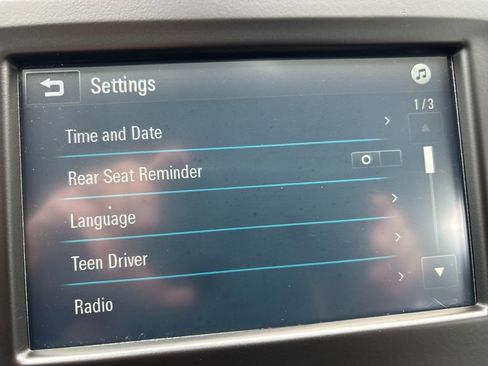 Settings
1/3
Time and Date
Rear Seat Reminder
Language
Teen Driver
Radio